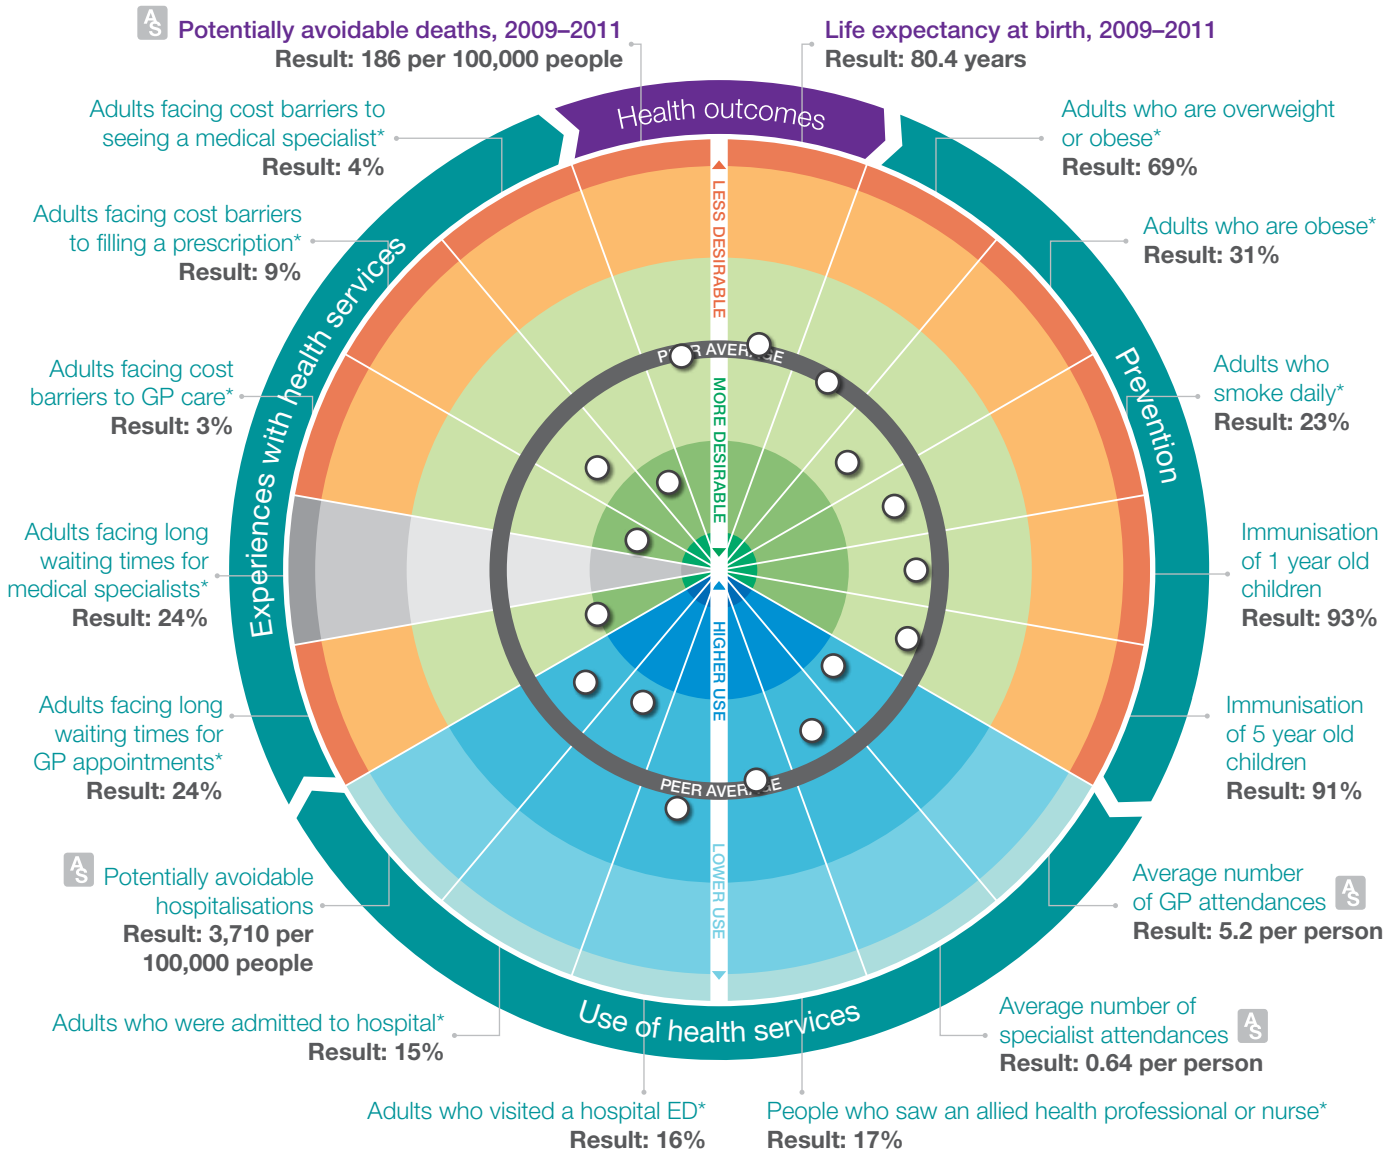 AS Potentially avoidable deaths, 2009–2011
Result: 186 per 100,000 people
Life expectancy at birth, 2009–2011
Result: 80.4 years
Adults facing cost barriers to
seeing a medical specialist*
Result: 4%
Adults facing cost barriers
to filling a prescription*
Result: 9%
Adults facing cost
barriers to GP care*
Result: 3%
Adults facing long
waiting times for
medical specialists*
Result: 24%
Adults facing long
waiting times for
GP appointments*
Result: 24%
AS Potentially avoidable
hospitalisations
Result: 3,710 per
100,000 people
Adults who were admitted to hospital*
Result: 15%
Adults who visited a hospital ED*
Result: 16%
People who saw an allied health professional or nurse*
Result: 17%
Average number of
specialist attendances AS
Result: 0.64 per person
Average number
of GP attendances AS
Result: 5.2 per person
Immunisation
of 5 year old
children
Result: 91%
Immunisation
of 1 year old
children
Result: 93%
Adults who
smoke daily*
Result: 23%
Adults who are obese*
Result: 31%
Adults who are overweight
or obese*
Result: 69%
Health outcomes
Prevention
Use of health services
Experiences with health services
LESS DESIRABLE
PEER AVERAGE
MORE DESIRABLE
HIGHER USE
PEER AVERAGE
LOWER USE